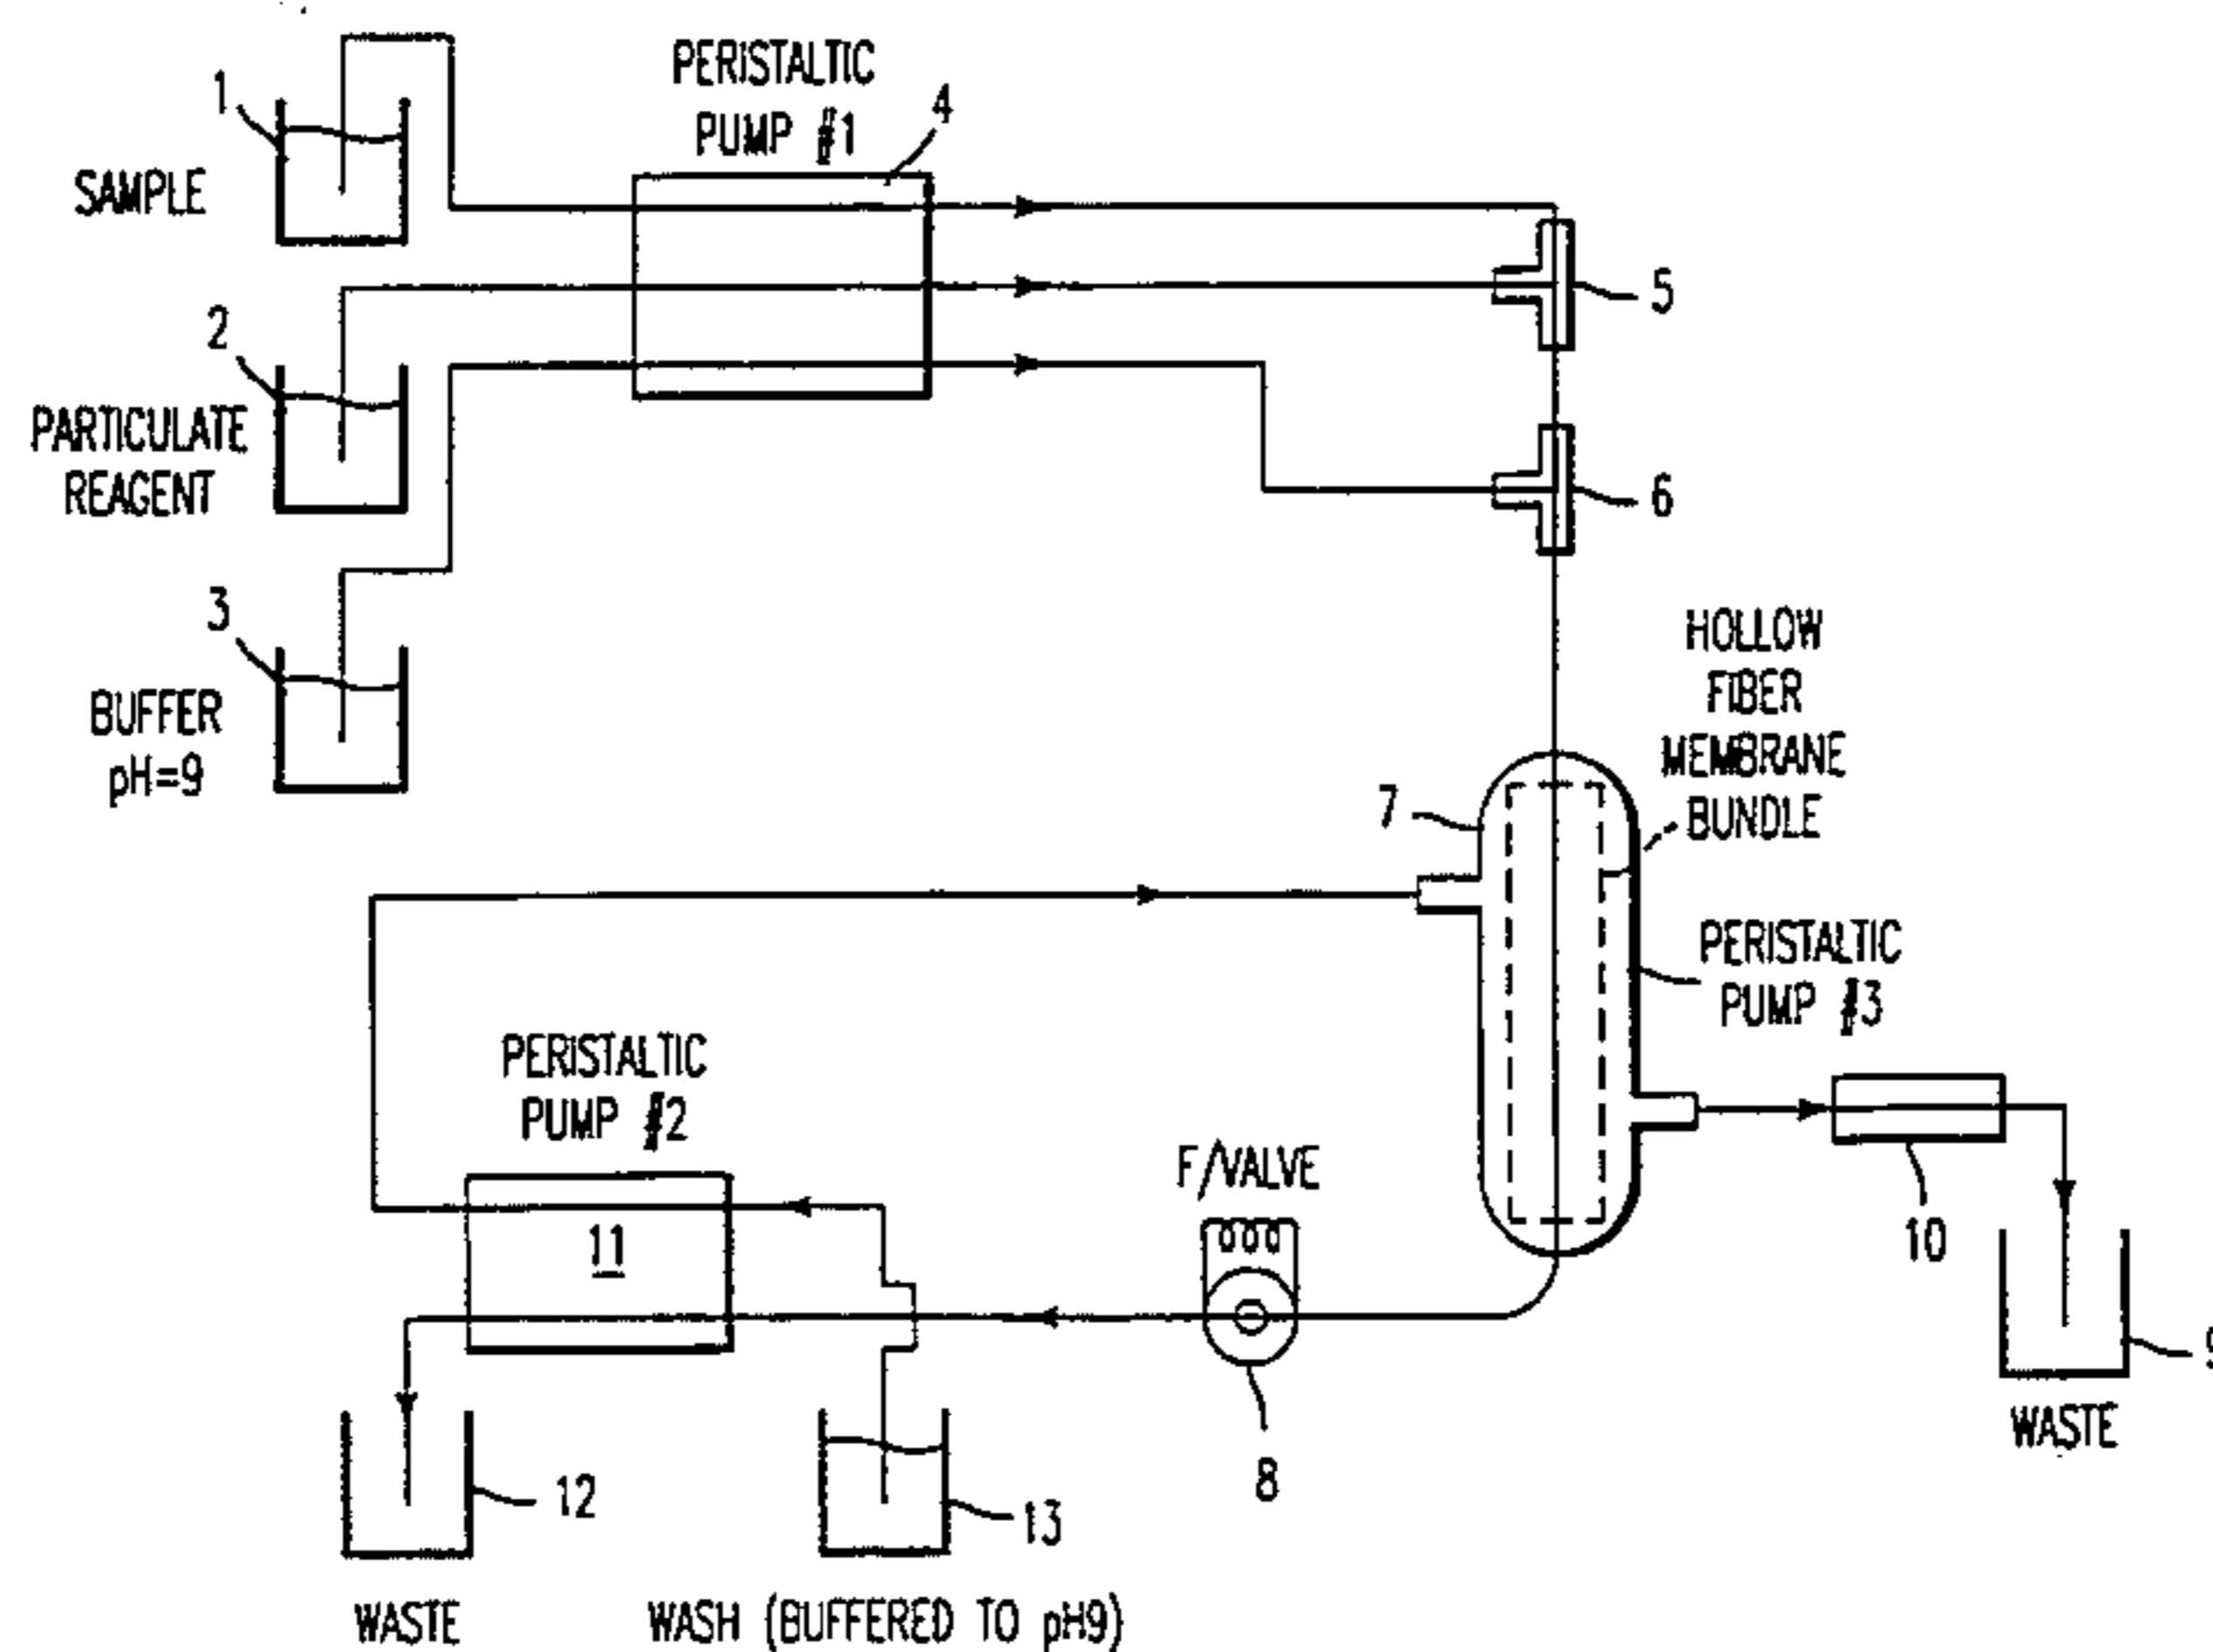 PERISTALTIC
PUMP #1
4
1
SAMPLE
5
2
PARTICULATE
REAGENT
6
3
BUFFER
pH=9
HOLLOW
FIBER
MEMBRANE
BUNDLE
7
PERISTALTIC
PUMP #3
PERISTALTIC
PUMP #2
11
F/VALVE
10
9
WASTE
8
12
13
WASTE
WASH (BUFFERED TO pH9)